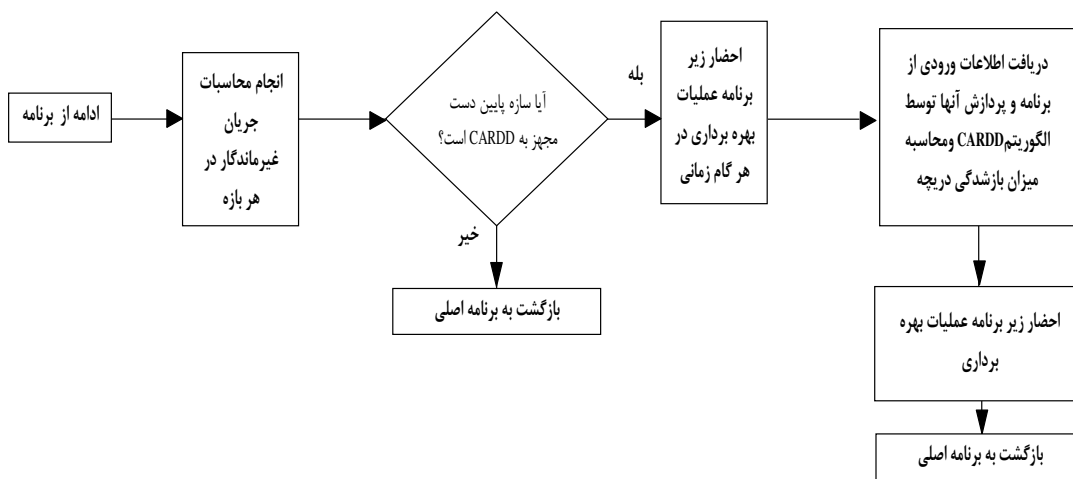 ادامه از برنامه
انجام محاسبات
جریان
غیرماندگار در
هر بازه
آیا سازه پایین دست
مجهز به CARDD است؟
بله
خیر
بازگشت به برنامه اصلی
احضار زیر
برنامه عملیات
بهره برداری در
هر گام زمانی
دریافت اطلاعات ورودی از
برنامه و پردازش آنها توسط
الگوریتمCARDD ومحاسبه
میزان بازشدگی دریچه
احضار زیر برنامه عملیات بهره
برداری
بازگشت به برنامه اصلی